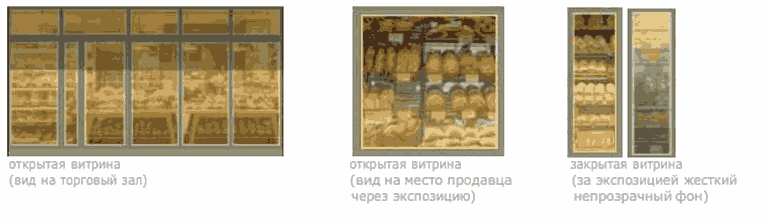 открытая витрина
(вид на торговый зал)
открытая витрина
(вид на место продавца
через экспозицию)
закрытая витрина
(за экспозицией жесткий
непрозрачный фон)